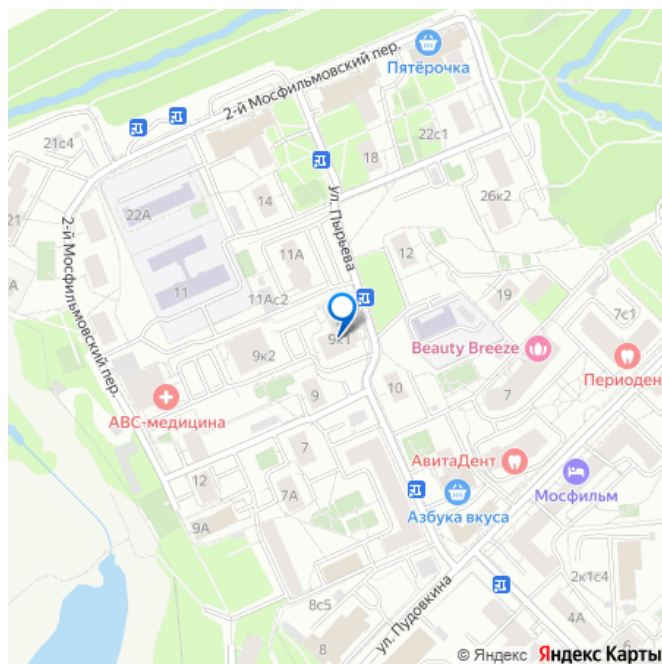 2-й Мосфильмовский пер.
Пятёрочка
21с4
22с1
18
26к2
21
22А
14
ул. Пырьева
2-й Мосфильмовский пер.
11А
12
11
11Ас2
19
7с1
9к1
9к2
Beauty Breeze
Периоден
9
10
7
АВС-медицина
7
АвитаДент
12
7А
Мосфильм
Азбука вкуса
9А
8с5
ул. Пудовкина
2к1с4
4А
8
6
© Яндекс Яндекс Карты